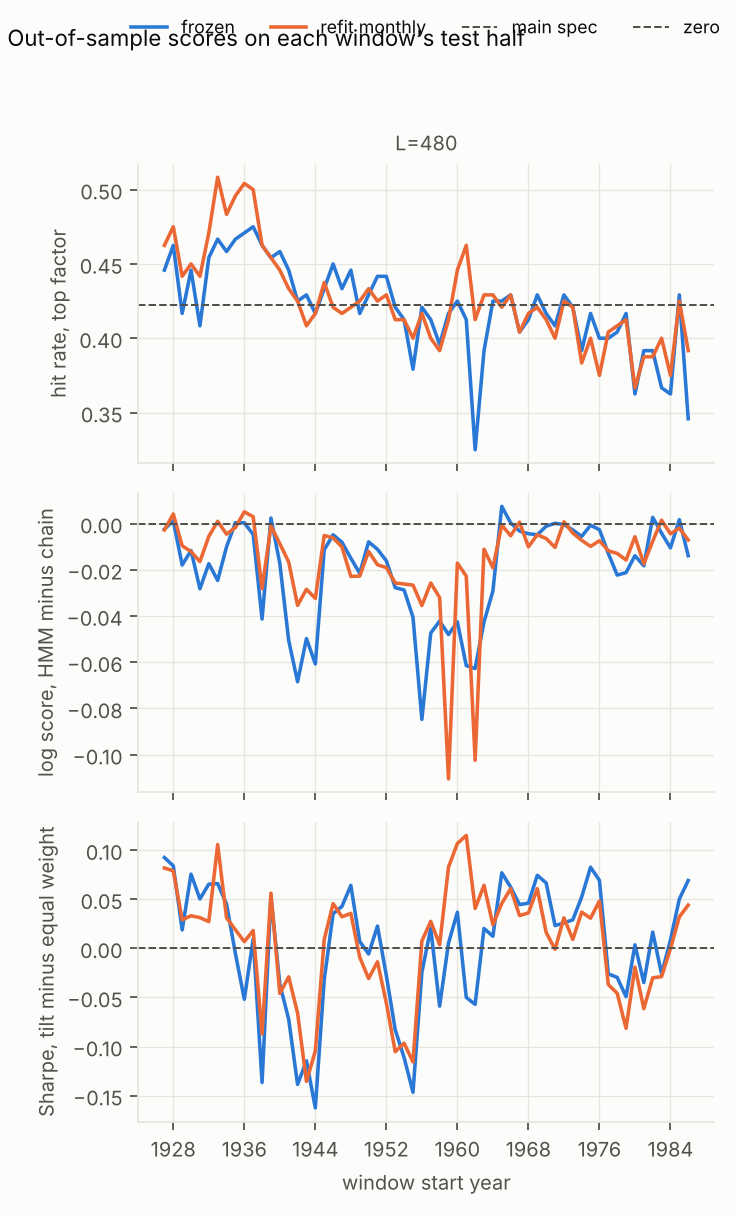 frozen refit monthly main spec zero
Out-of-sample scores on each window's test half
L=480
hit rate, top factor
0.50
0.45
0.40
0.35
log score, HMM minus chain
0.00
−0.02
−0.04
−0.06
−0.08
−0.10
Sharpe, tilt minus equal weight
0.10
0.05
0.00
−0.05
−0.10
−0.15
1928 1936 1944 1952 1960 1968 1976 1984
window start year